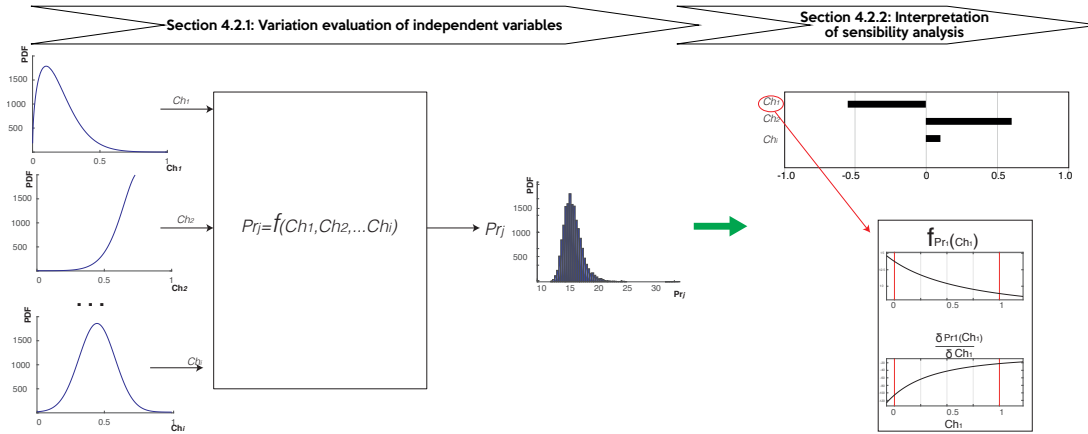 Section 4.2.1: Variation evaluation of independent variables
Section 4.2.2: Interpretation
of sensibility analysis
PDF
1500
1000
500
0
0.5
1
Ch1
Ch1
PDF
1500
1000
500
0
0.5
1
Ch2
Ch2
...
PDF
1500
1000
500
0
0.5
1
Chi
Chi
Prj=f(Ch1,Ch2,...Chi)
Prj
PDF
1500
1000
500
10
15
20
25
30
Prj
Ch1
Ch2
Chi
-1.0
-0.5
0
0.5
1.0
fPr1(Ch1)
0
0.5
1
δPr1(Ch1)
δCh1
0
0.5
1
Ch1